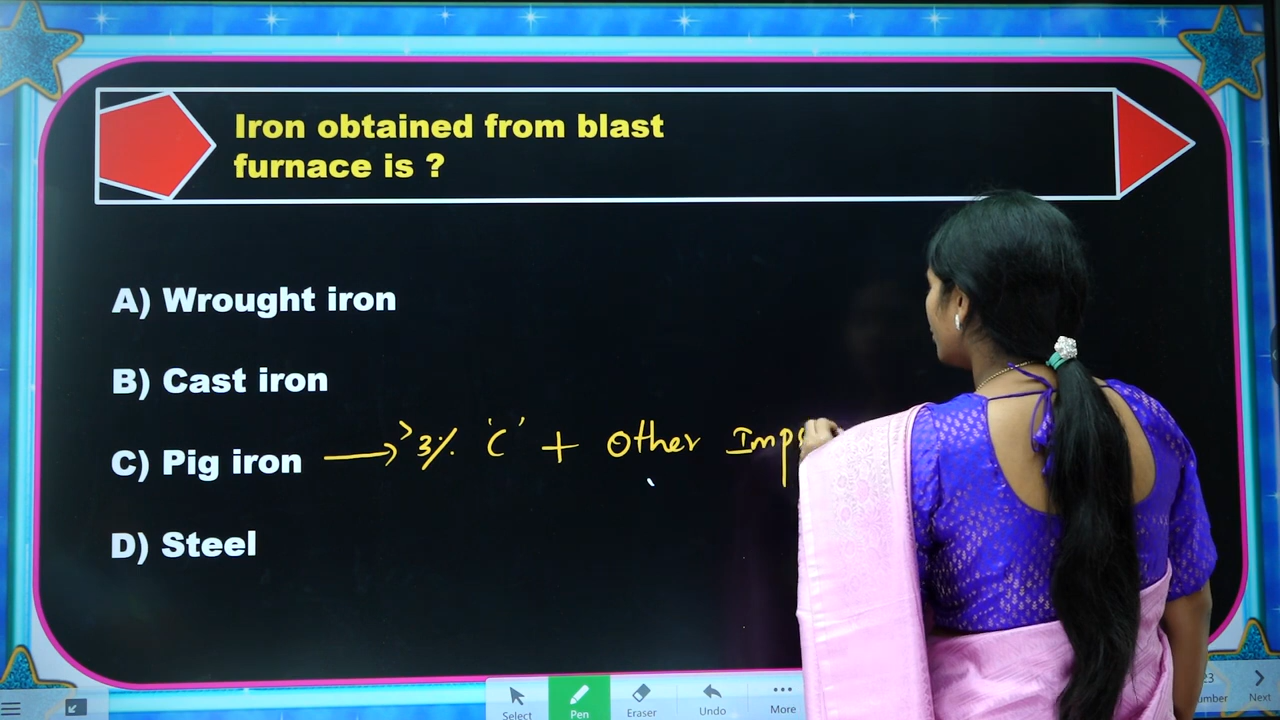 Iron obtained from blast
furnace is ?
A) Wrought iron
B) Cast iron
C) Pig iron → >3% 'C' + Other
D) Steel
Select
Pen
Eraser
Undo
More
Next